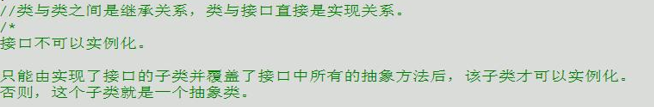 //类与类之间是继承关系，类与接口直接是实现关系。
/*
接口不可以实例化。
只能由实现了接口的子类并覆盖了接口中所有的抽象方法后，该子类才可以实例化。
否则，这个子类就是一个抽象类。